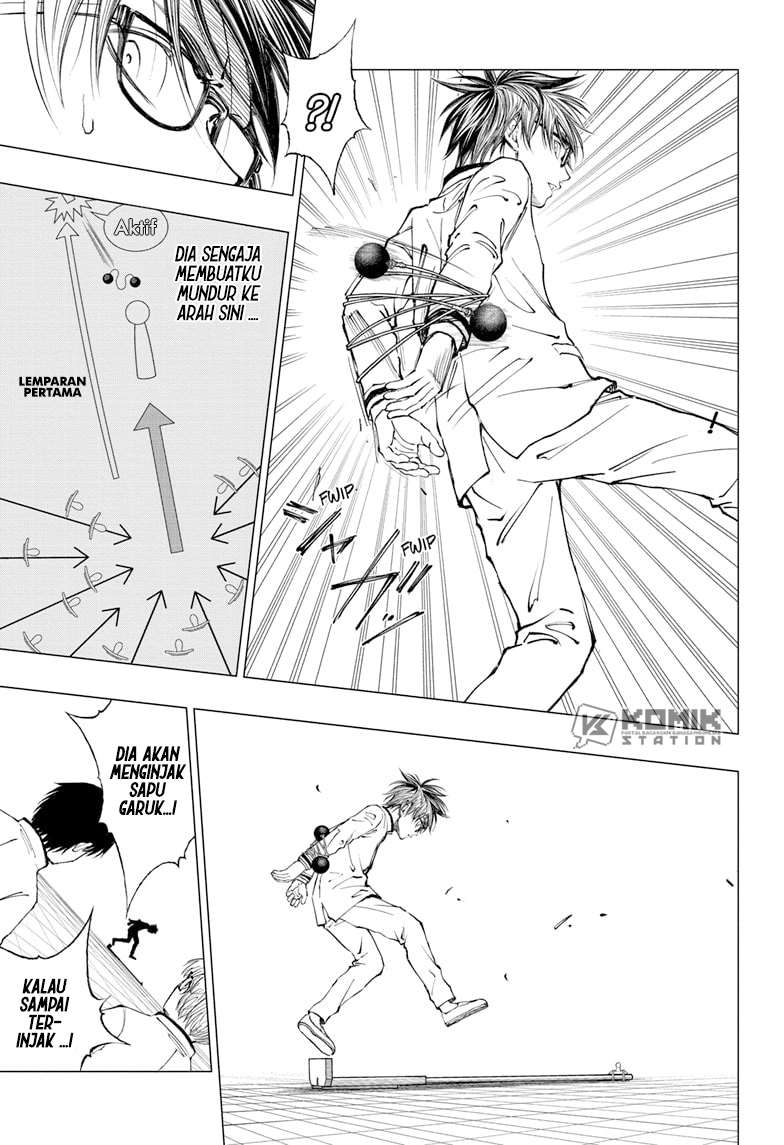 ?!
Aktif
DIA SENGAJA
MEMBUATKU
MUNDUR KE
ARAH SINI ....
LEMPARAN
PERTAMA
!
FWIP.
FWIP
KOMIK
STATION
DIA AKAN
MENGINJAK
SAPU
GARUK...!
KALAU
SAMPAI
TER-
INJAK ...!